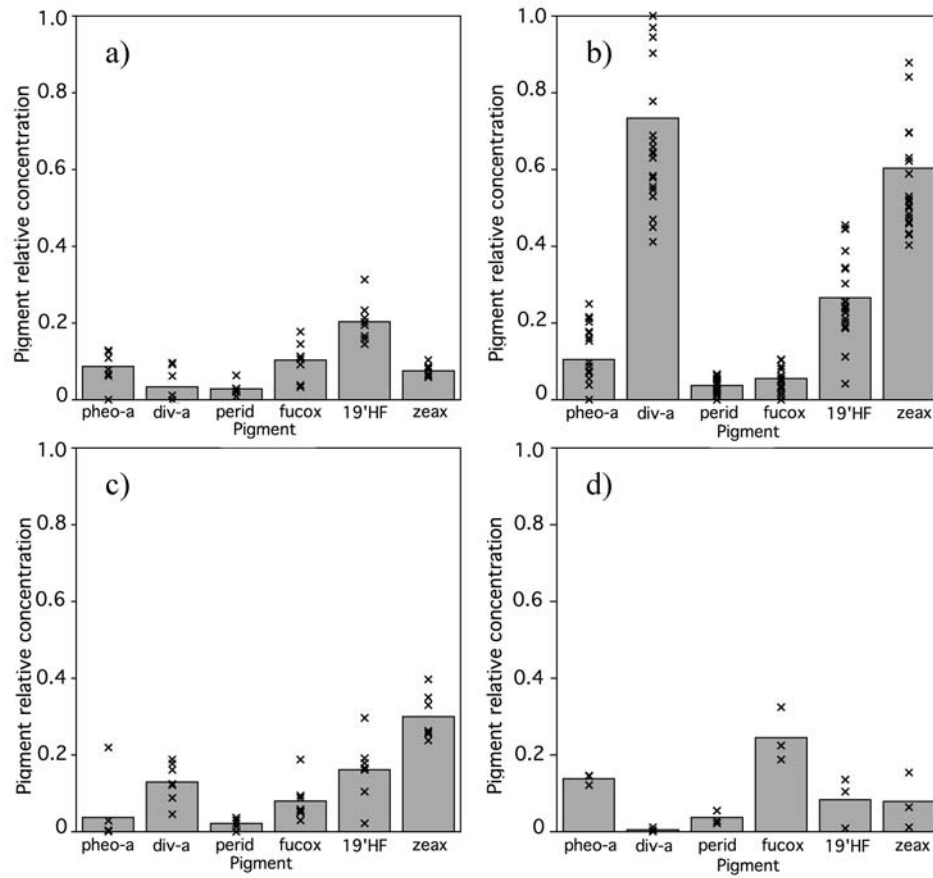 a)
Pigment relative concentration
1.0
0.8
0.6
0.4
0.2
0
pheo-a div-a perid fucox 19'HF zeax
Pigment
b)
Pigment relative concentration
1.0
0.8
0.6
0.4
0.2
0
pheo-a div-a perid fucox 19'HF zeax
Pigment
c)
Pigment relative concentration
1.0
0.8
0.6
0.4
0.2
0
pheo-a div-a perid fucox 19'HF zeax
Pigment
d)
Pigment relative concentration
1.0
0.8
0.6
0.4
0.2
0
pheo-a div-a perid fucox 19'HF zeax
Pigment